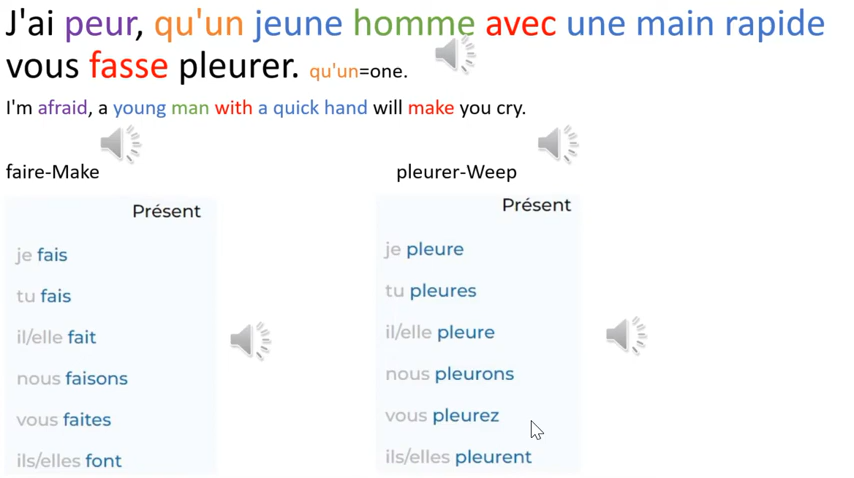 J'ai peur, qu'un jeune homme avec une main rapide
vous fasse pleurer. qu'un=one.
I'm afraid, a young man with a quick hand will make you cry.
faire-Make
Présent
je fais
tu fais
il/elle fait
nous faisons
vous faites
ils/elles font
pleurer-Weep
Présent
je pleure
tu pleures
il/elle pleure
nous pleurons
vous pleurez
ils/elles pleurent